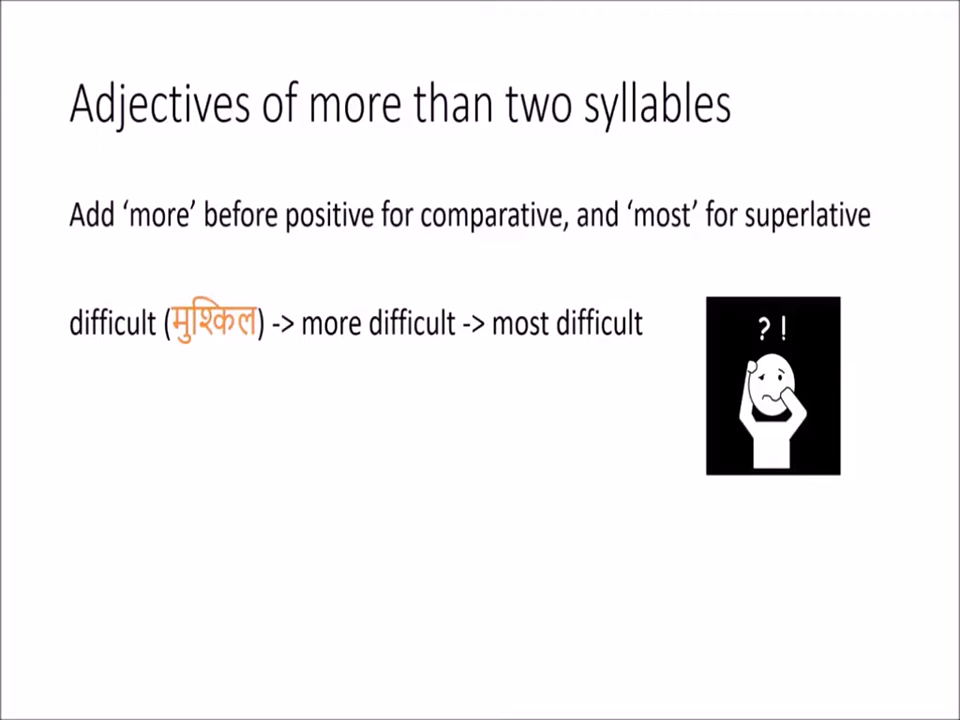 Adjectives of more than two syllables
Add ‘more’ before positive for comparative, and ‘most’ for superlative
difficult (मुश्किल) -> more difficult -> most difficult
? !